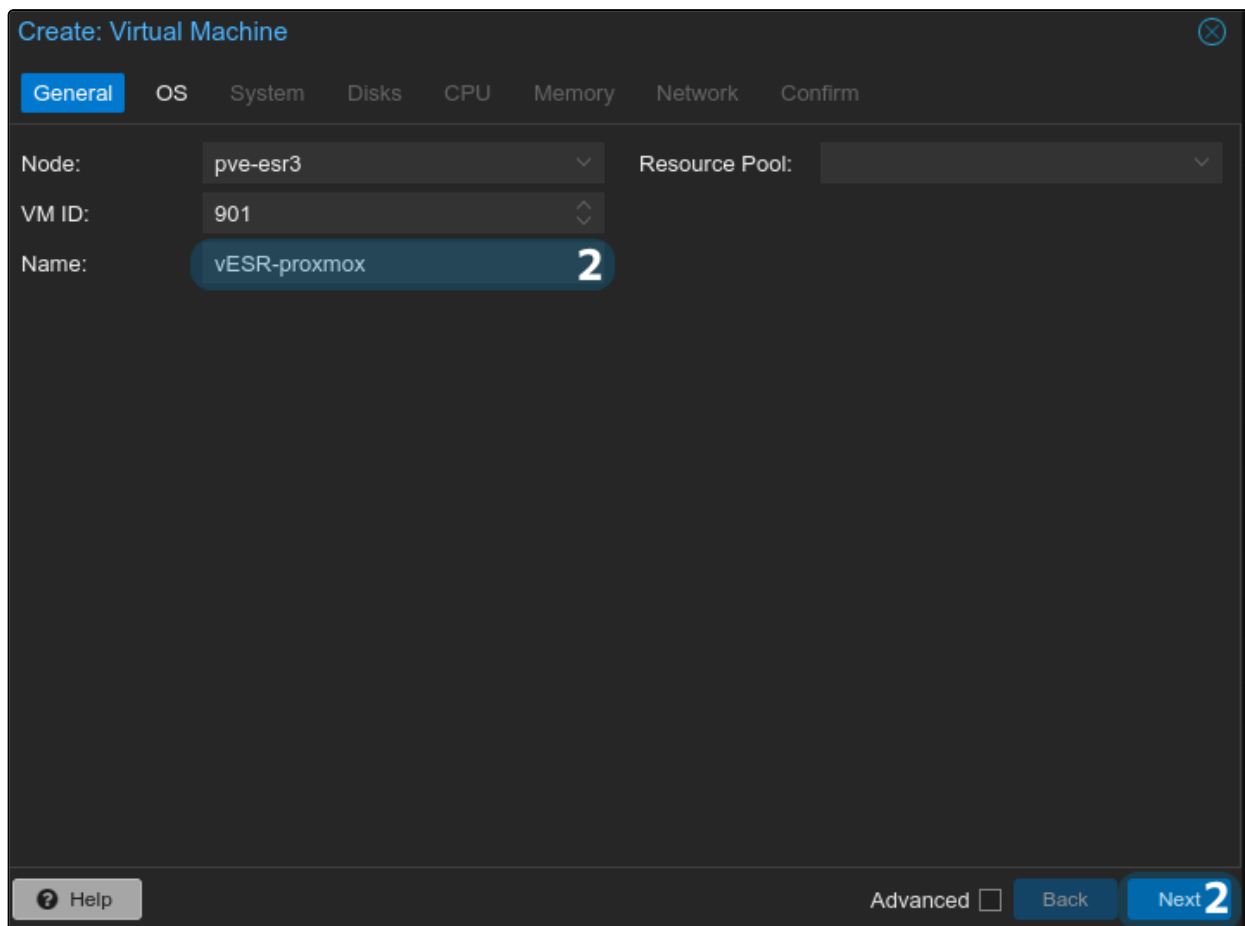 Create: Virtual Machine
General OS System Disks CPU Memory Network Confirm
Node: pve-esr3 Resource Pool:
VM ID: 901
Name: vESR-proxmox 2
Help Advanced Back Next 2